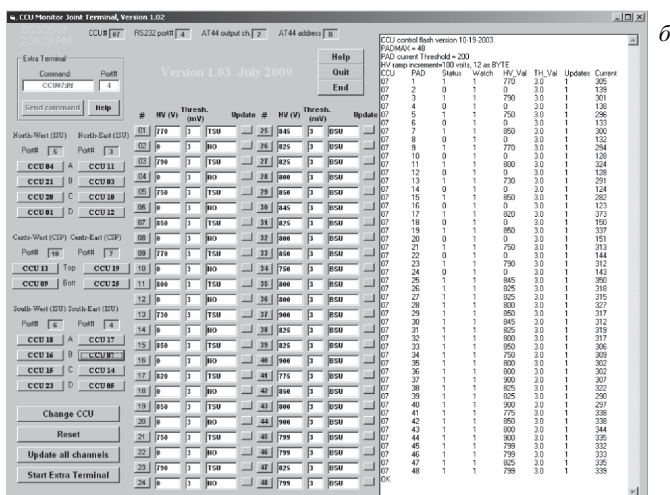 CCU Monitor Joint Terminal, Version 1.02
б
CCU# 07 RS232 port# 4 AT44 output ch. 2 AT44 address 8
Version 1.03 July 2009
Help
Quit
End
Extra Terminal
Command: Port#
CCU07:Rf 4
Send command Help
North-West (ISU) North-East (ISU)
Port# 5 Port# 3
CCU 04 A CCU 11
CCU 21 B CCU 03
CCU 20 C CCU 10
CCU 01 D CCU 12
Centr-West (CSP) Centr-East (CSP)
Port# 10 Port# 7
CCU 13 Top CCU 19
CCU 09 Bott CCU 25
South-West (ISU) South-East (ISU)
Port# 6 Port# 4
CCU 18 A CCU 17
CCU 16 B CCU 07
CCU 15 C CCU 14
CCU 23 D CCU 05
Change CCU
Reset
Update all channels
Start Extra Terminal
# HV (V) Thresh. (mV) Update # HV (V) Thresh. (mV) Update
01 770 3 TSU 25 845 3 BSU
02 0 3 NO 26 825 3 BSU
03 790 3 TSU 27 825 3 BSU
04 0 3 NO 28 800 3 BSU
05 750 3 TSU 29 850 3 BSU
06 0 3 NO 30 845 3 BSU
07 850 3 TSU 31 825 3 BSU
08 0 3 NO 32 800 3 BSU
09 770 3 TSU 33 850 3 BSU
10 0 3 NO 34 750 3 BSU
11 800 3 TSU 35 800 3 BSU
12 0 3 NO 36 800 3 BSU
13 730 3 TSU 37 900 3 BSU
14 0 3 NO 38 825 3 BSU
15 850 3 TSU 39 825 3 BSU
16 0 3 NO 40 900 3 BSU
17 820 3 TSU 41 775 3 BSU
18 0 3 NO 42 850 3 BSU
19 850 3 TSU 43 800 3 BSU
20 0 3 NO 44 900 3 BSU
21 750 3 TSU 45 799 3 BSU
22 0 3 NO 46 799 3 BSU
23 790 3 TSU 47 825 3 BSU
24 0 3 NO 48 799 3 BSU
CCU control flash version 10-19-2003
PADMAX = 48
PAD current Threshold = 200
HV ramp increment=100 volts, 12 as BYTE
CCU PAD Status Watch HV_Val TH_Val Updates Current
07 1 1 1 770 3.0 1 305
07 2 0 1 0 3.0 1 139
07 3 1 1 790 3.0 1 301
07 4 0 1 0 3.0 1 138
07 5 1 1 750 3.0 1 296
07 6 0 1 0 3.0 1 133
07 7 1 1 850 3.0 1 300
07 8 0 1 0 3.0 1 132
07 9 1 1 770 3.0 1 294
07 10 0 1 0 3.0 1 128
07 11 1 1 800 3.0 1 324
07 12 0 1 0 3.0 1 128
07 13 1 1 730 3.0 1 291
07 14 0 1 0 3.0 1 124
07 15 1 1 850 3.0 1 282
07 16 0 1 0 3.0 1 123
07 17 1 1 820 3.0 1 373
07 18 0 1 0 3.0 1 150
07 19 1 1 850 3.0 1 337
07 20 0 1 0 3.0 1 151
07 21 1 1 750 3.0 1 313
07 22 0 1 0 3.0 1 144
07 23 1 1 790 3.0 1 312
07 24 0 1 0 3.0 1 143
07 25 1 1 845 3.0 1 350
07 26 1 1 825 3.0 1 318
07 27 1 1 825 3.0 1 315
07 28 1 1 800 3.0 1 327
07 29 1 1 850 3.0 1 317
07 30 1 1 845 3.0 1 312
07 31 1 1 825 3.0 1 319
07 32 1 1 800 3.0 1 317
07 33 1 1 850 3.0 1 306
07 34 1 1 750 3.0 1 309
07 35 1 1 800 3.0 1 302
07 36 1 1 800 3.0 1 302
07 37 1 1 900 3.0 1 307
07 38 1 1 825 3.0 1 322
07 39 1 1 825 3.0 1 290
07 40 1 1 900 3.0 1 297
07 41 1 1 775 3.0 1 338
07 42 1 1 850 3.0 1 338
07 43 1 1 800 3.0 1 344
07 44 1 1 900 3.0 1 335
07 45 1 1 799 3.0 1 332
07 46 1 1 799 3.0 1 333
07 47 1 1 825 3.0 1 335
07 48 1 1 799 3.0 1 339
OK